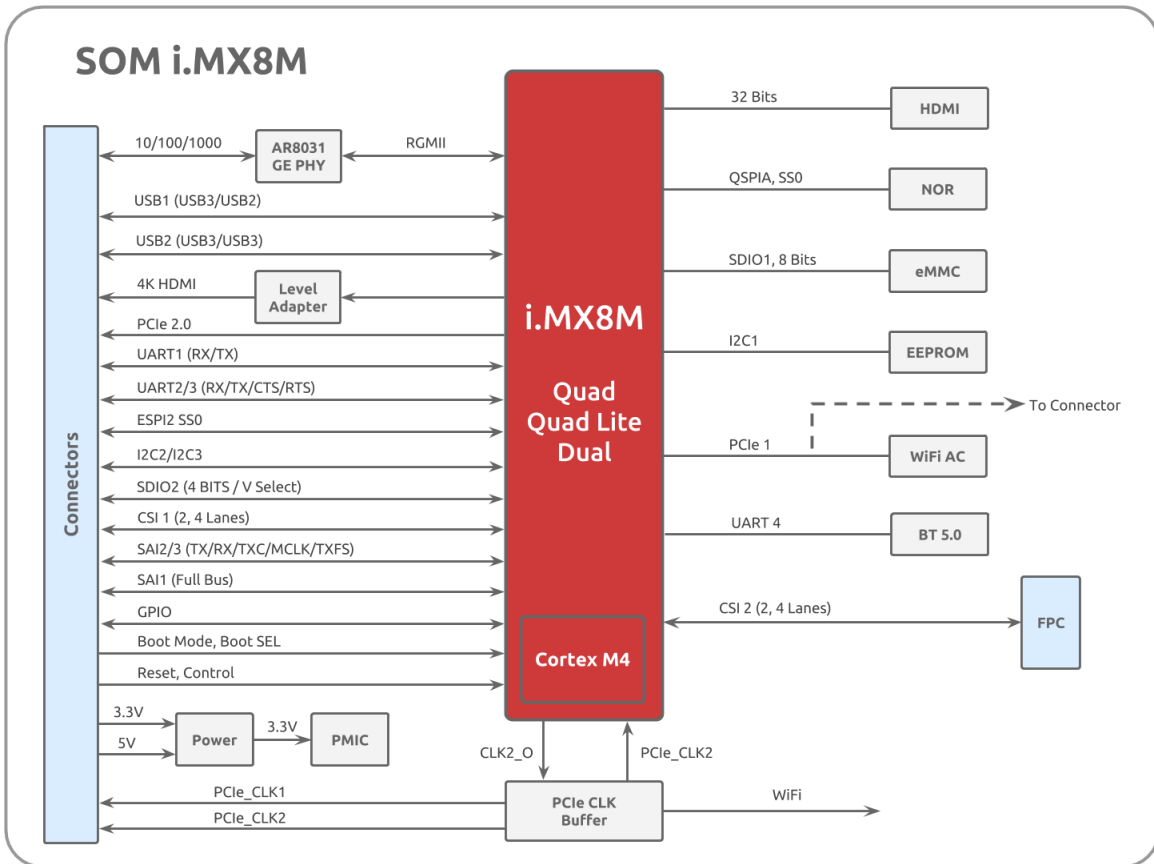 SOM i.MX8M
Connectors
10/100/1000
AR8031
GE PHY
RGMII
USB1 (USB3/USB2)
USB2 (USB3/USB3)
4K HDMI
Level
Adapter
PCIe 2.0
UART1 (RX/TX)
UART2/3 (RX/TX/CTS/RTS)
ESPI2 SS0
I2C2/I2C3
SDIO2 (4 BITS / V Select)
CSI 1 (2, 4 Lanes)
SAI2/3 (TX/RX/TXC/MCLK/TXFS)
SAI1 (Full Bus)
GPIO
Boot Mode, Boot SEL
Reset, Control
3.3V
5V
Power
3.3V
PMIC
PCIe_CLK1
PCIe_CLK2
i.MX8M
Quad
Quad Lite
Dual
Cortex M4
CLK2_O
PCIe_CLK2
PCIe CLK
Buffer
WiFi
32 Bits
HDMI
QSPIA, SS0
NOR
SDIO1, 8 Bits
eMMC
I2C1
EEPROM
To Connector
PCIe 1
WiFi AC
UART 4
BT 5.0
CSI 2 (2, 4 Lanes)
FPC